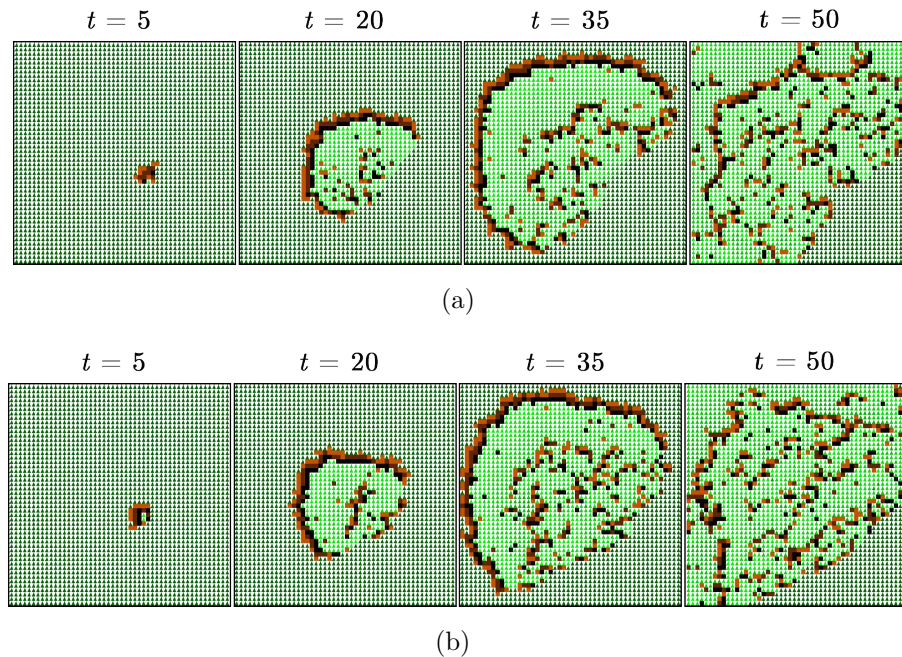 t = 5 t = 20 t = 35 t = 50
(a)
t = 5 t = 20 t = 35 t = 50
(b)